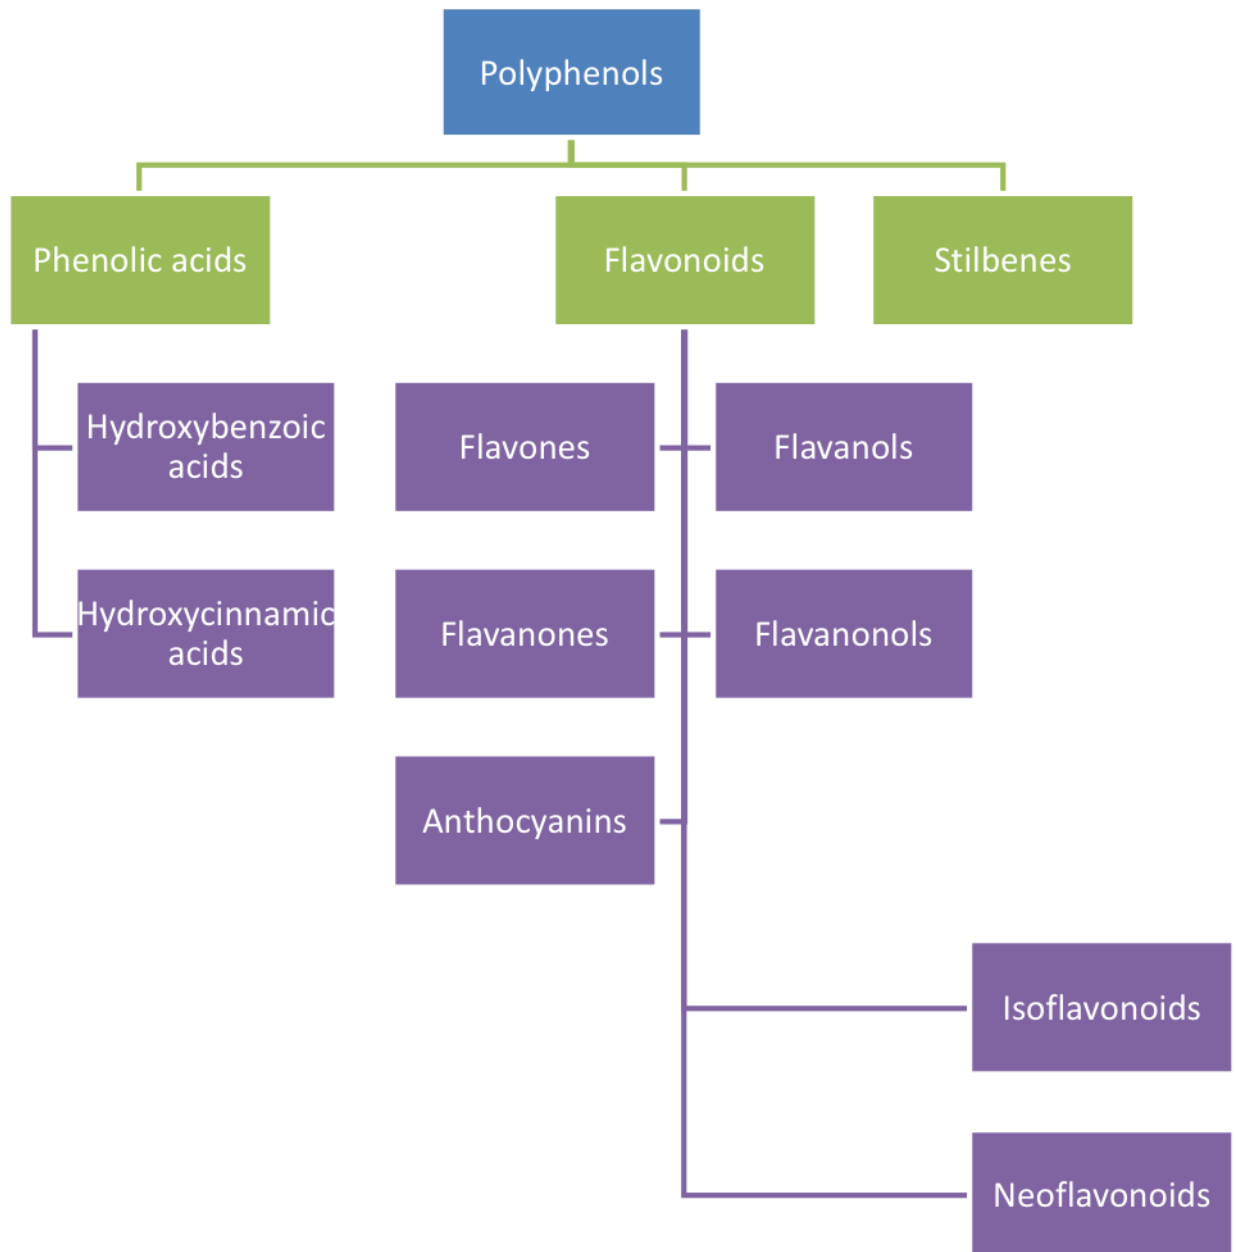 Polyphenols
Phenolic acids
Flavonoids
Stilbenes
Hydroxybenzoic
acids
Flavones
Flavanols
Hydroxycinnamic
acids
Flavanones
Flavanonols
Anthocyanins
Isoflavonoids
Neoflavonoids